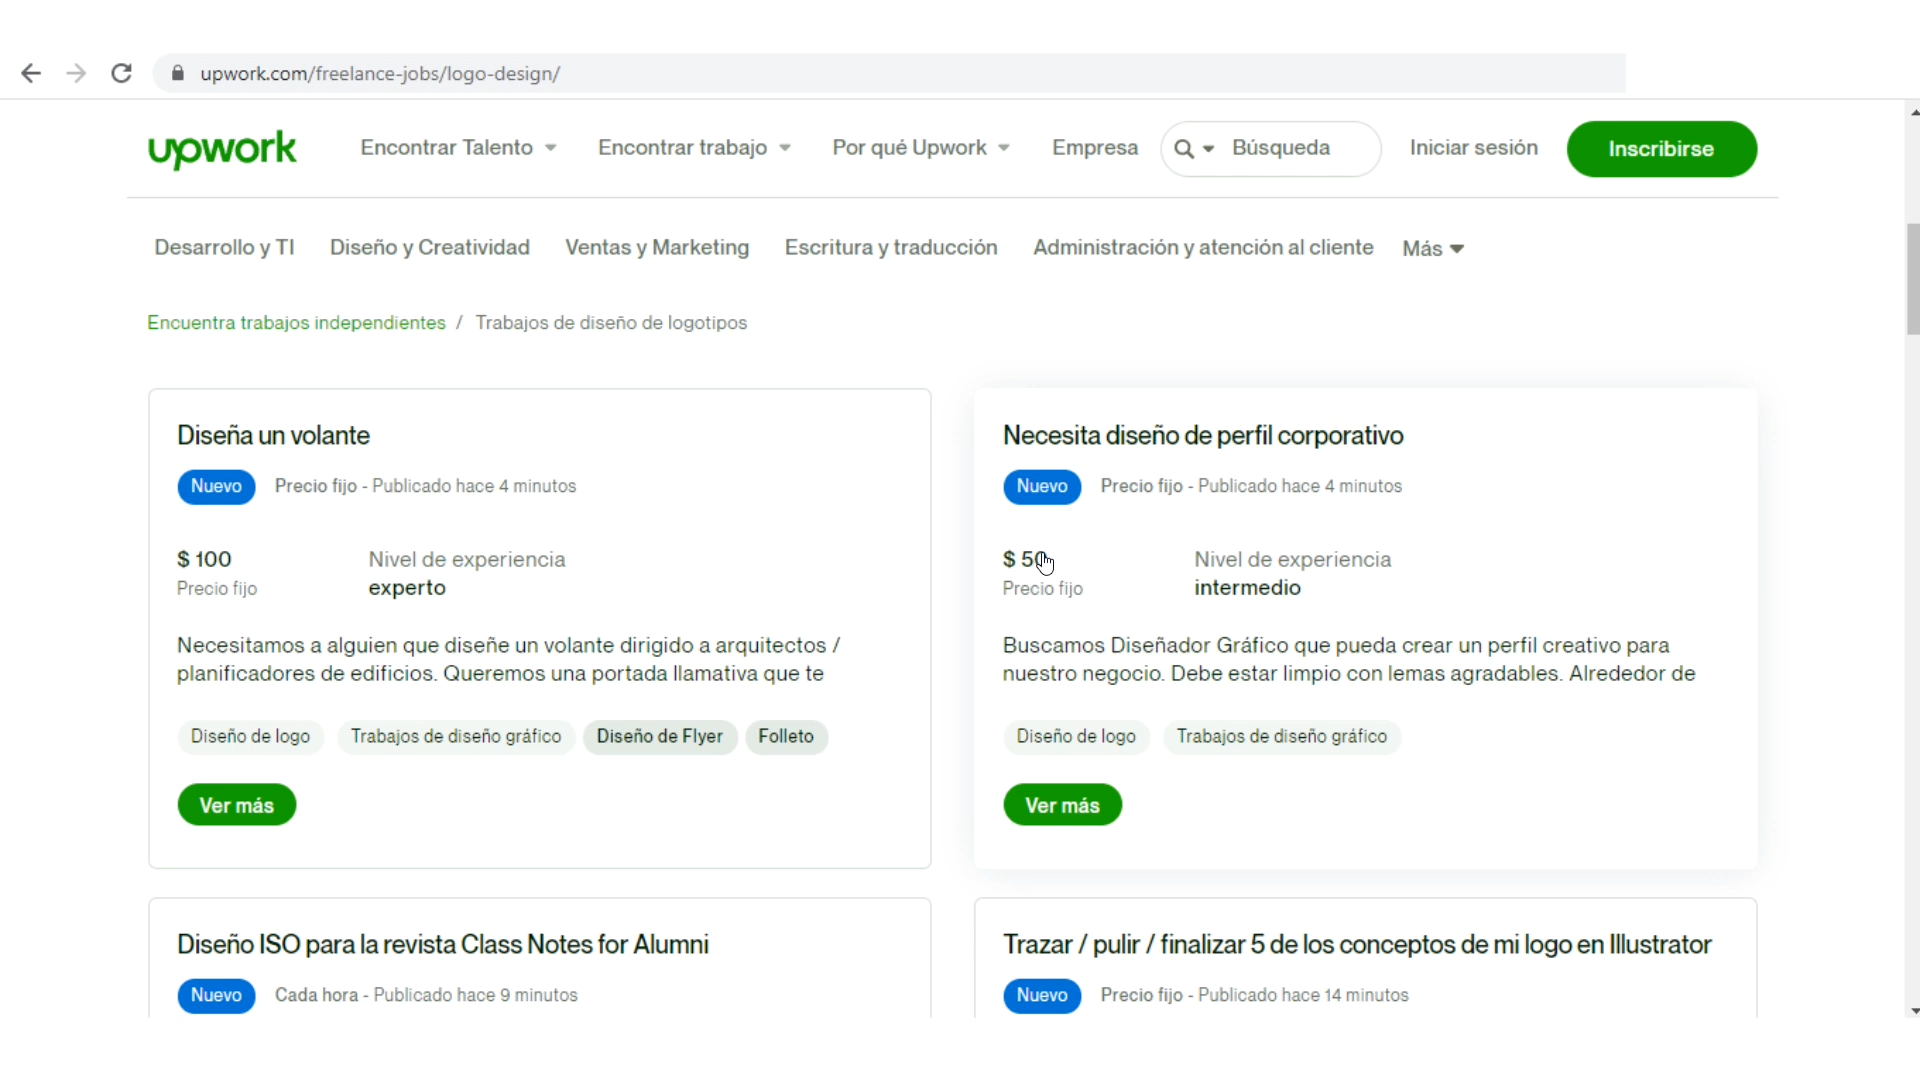 upwork.com/freelance-jobs/logo-design/
upwork Encontrar Talento Encontrar trabajo Por qué Upwork Empresa Búsqueda Iniciar sesión Inscribirse
Desarrollo y TI Diseño y Creatividad Ventas y Marketing Escritura y traducción Administración y atención al cliente Más
Encuentra trabajos independientes / Trabajos de diseño de logotipos
Diseña un volante
Nuevo Precio fijo - Publicado hace 4 minutos
$ 100 Nivel de experiencia
Precio fijo experto
Necesitamos a alguien que diseñe un volante dirigido a arquitectos /
planificadores de edificios. Queremos una portada llamativa que te
Diseño de logo Trabajos de diseño gráfico Diseño de Flyer Folleto
Ver más
Necesita diseño de perfil corporativo
Nuevo Precio fijo - Publicado hace 4 minutos
$ 50 Nivel de experiencia
Precio fijo intermedio
Buscamos Diseñador Gráfico que pueda crear un perfil creativo para
nuestro negocio. Debe estar limpio con lemas agradables. Alrededor de
Diseño de logo Trabajos de diseño gráfico
Ver más
Diseño ISO para la revista Class Notes for Alumni
Nuevo Cada hora - Publicado hace 9 minutos
Trazar / pulir / finalizar 5 de los conceptos de mi logo en Illustrator
Nuevo Precio fijo - Publicado hace 14 minutos